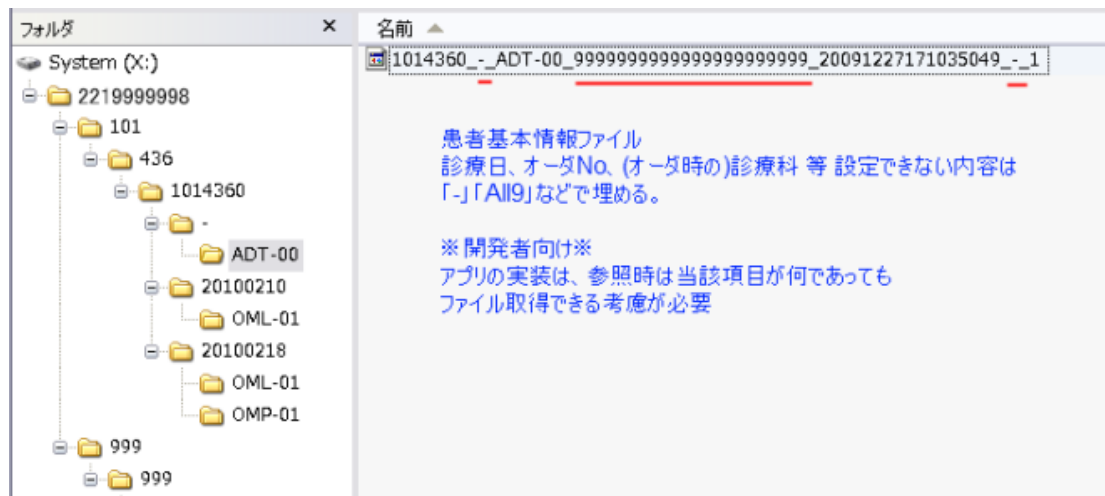 フォルダ × 名前
System (X:)
1014360_-_ADT-00_99999999999999999999999_20091227171035049_-_1
2219999998
101
436
1014360
-
ADT-00
20100210
OML-01
20100218
OML-01
OMP-01
999
999
患者基本情報ファイル
診療日、オーダNo、(オーダ時の)診療科 等 設定できない内容は
「-」「All9」などで埋める。
※開発者向け※
アプリの実装は、参照時は当該項目が何であっても
ファイル取得できる考慮が必要